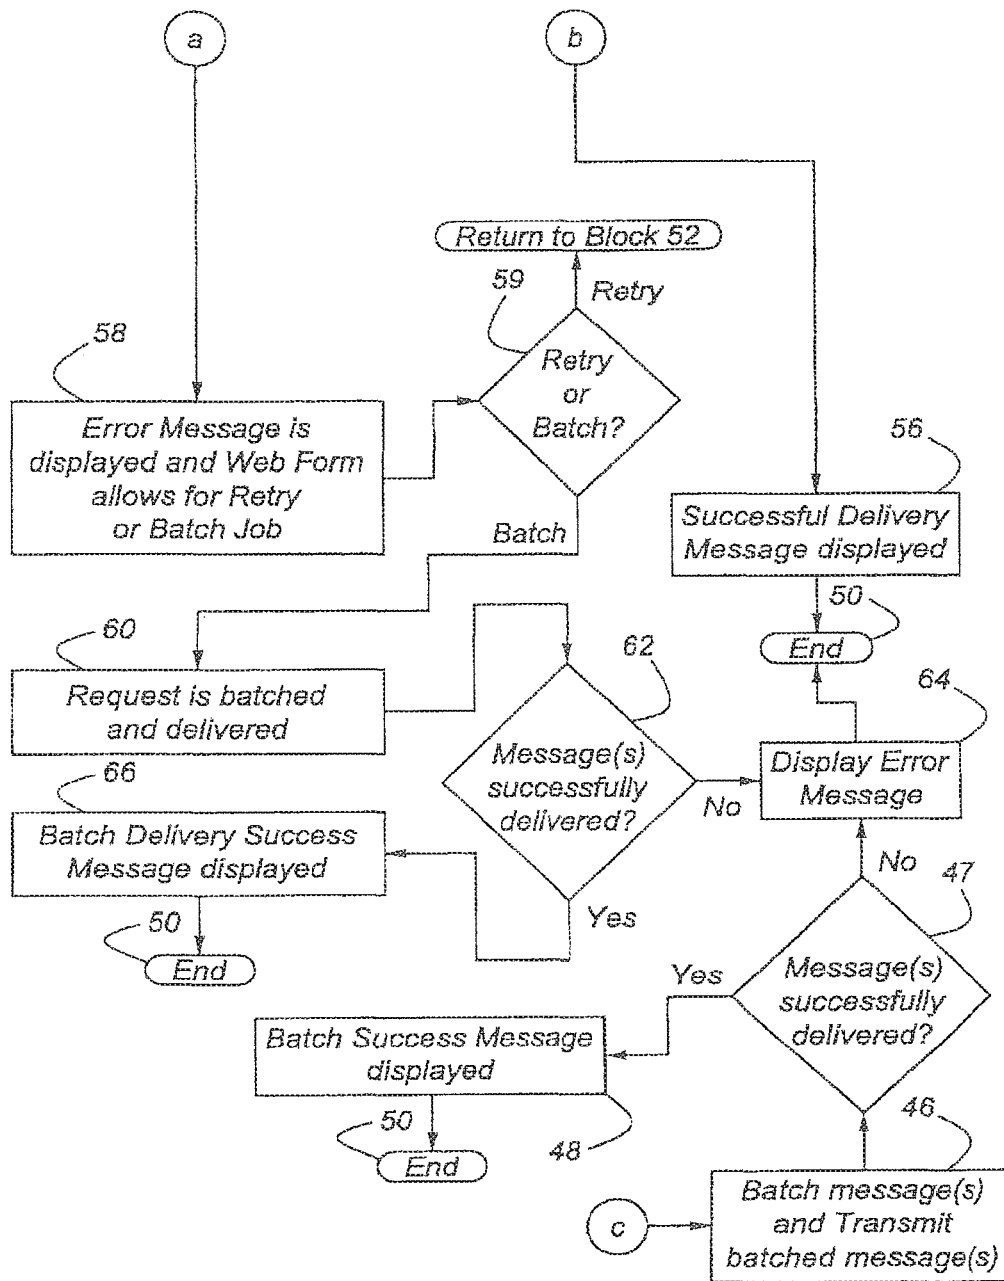 a
b
Return to Block 52
59
Retry
58
Retry
or
Batch?
Error Message is
displayed and Web Form
allows for Retry
or Batch Job
56
Batch
Successful Delivery
Message displayed
50
End
60
62
64
Request is batched
and delivered
Message(s)
successfully
delivered?
No
Display Error
Message
66
Batch Delivery Success
Message displayed
No
47
Yes
50
End
Yes
Message(s)
successfully
delivered?
Batch Success Message
displayed
50
End
48
46
c
Batch message(s)
and Transmit
batched message(s)